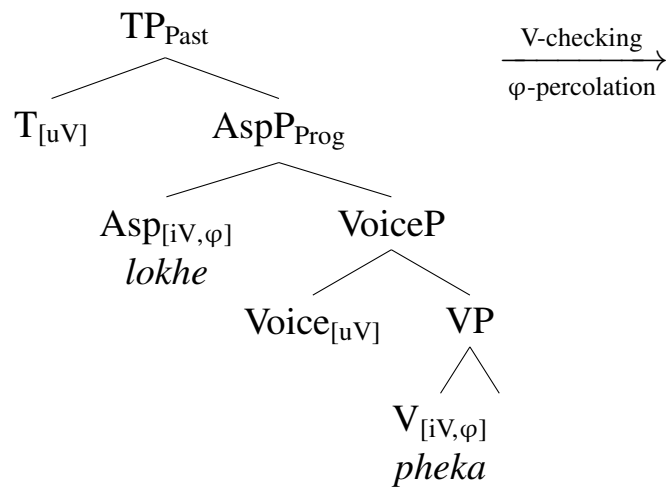 TP_Past
V-checking
φ-percolation
T_[uV] AspP_Prog
Asp_[iV,φ] VoiceP
lokhe
Voice_[uV] VP
V_[iV,φ]
pheka